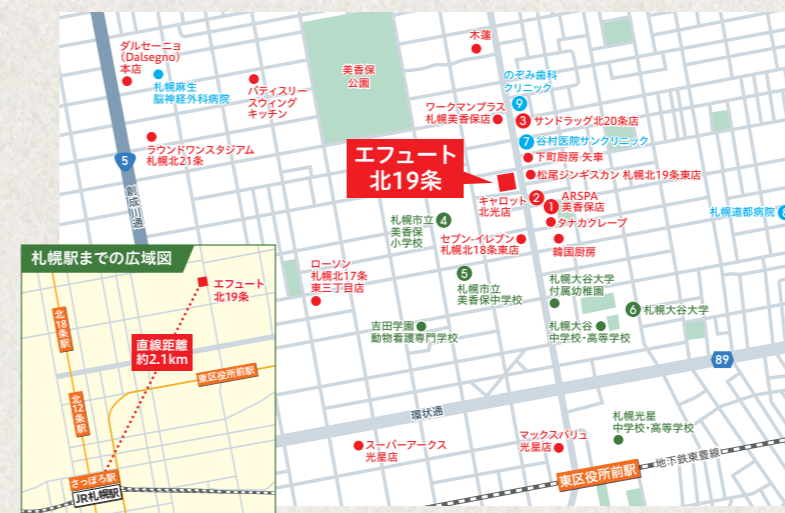 ダルセーニョ
(Dalsegno)
本店
札幌麻生
脳神経外科病院
パティスリー
スウィング
キッチン
ラウンドワンスタジアム
札幌北21条
5
創成川通
美香保
公園
木蓮
のぞみ歯科
クリニック
9
ワークマンプラス
札幌美香保店
3 サンドラッグ北20条店
7 谷村医院サンクリニック
下町厨房 矢車
松尾ジンギスカン 札幌北19条東店
エフュート
北19条
キャロット
北光店
2
1
ARSPA
美香保店
タナカクレープ
札幌市立
美香保
小学校
4
セブン-イレブン
札幌北18条東店
韓国厨房
札幌道都病院
ローソン
札幌北17条
東三丁目店
5
札幌市立
美香保中学校
札幌大谷大学
付属幼稚園
6 札幌大谷大学
吉田学園
動物看護専門学校
札幌大谷
中学校・高等学校
89
環状通
スーパーアークス
光星店
マックスバリュ
光星店
札幌光星
中学校・高等学校
東区役所前駅
地下鉄東豊線
札幌駅までの広域図
エフュート
北19条
北18条駅
直線距離
約2.1km
東区役所前駅
北12条駅
さっぽろ駅
JR札幌駅